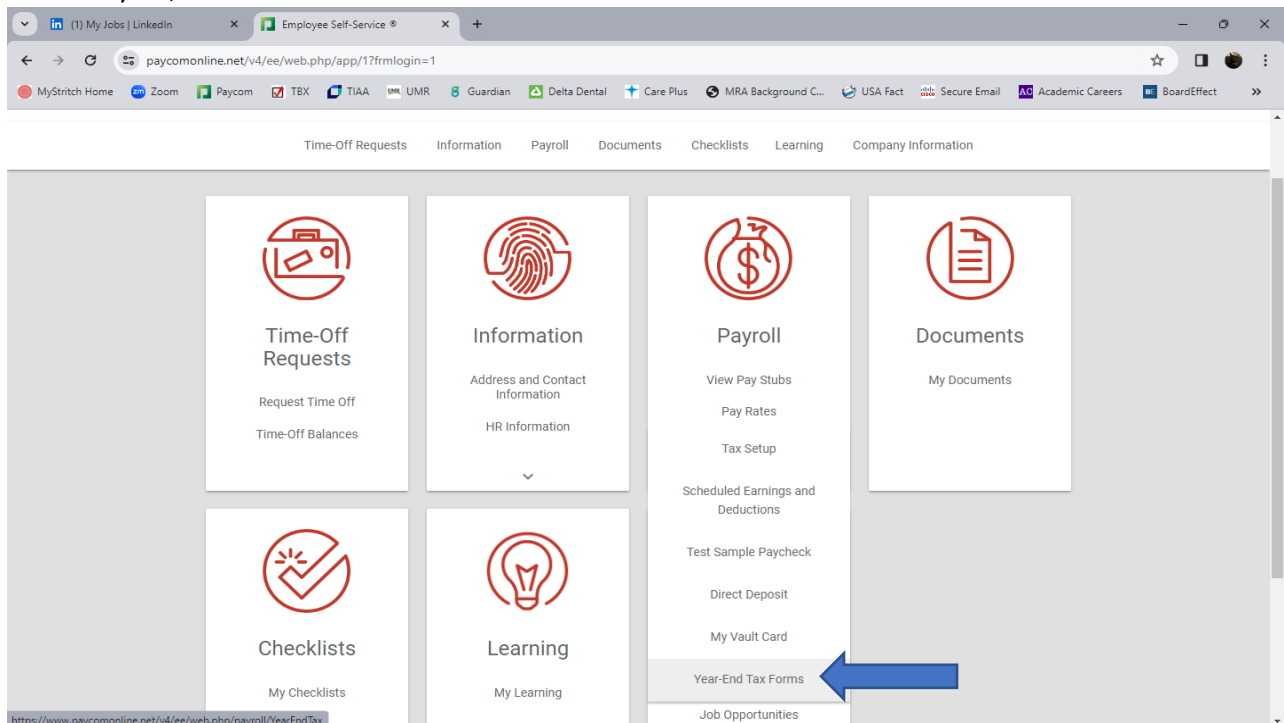 (1) My Jobs | LinkedIn
Employee Self-Service ®
paycomonline.net/v4/ee/web.php/app/1?frmlogin=1
MyStritch Home Zoom Paycom TBX TIAA UMR UMR Guardian Delta Dental Care Plus MRA Background C... USA Fact Secure Email AC Academic Careers BE BoardEffect »
Time-Off Requests Information Payroll Documents Checklists Learning Company Information
Time-Off
Requests
Request Time Off
Time-Off Balances
Information
Address and Contact
Information
HR Information
Payroll
View Pay Stubs
Pay Rates
Tax Setup
Scheduled Earnings and
Deductions
Test Sample Paycheck
Direct Deposit
My Vault Card
Year-End Tax Forms
Job Opportunities
Documents
My Documents
Checklists
My Checklists
Learning
My Learning
https://www.paycomonline.net/v4/ee/web.php/payroll/YearEndTax